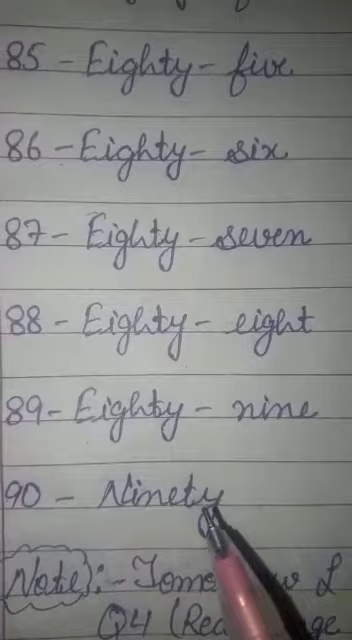 85 - Eighty - five
86 - Eighty - six
87 - Eighty - seven
88 - Eighty - eight
89 - Eighty - nine
90 - Ninety
Note: -
Q4